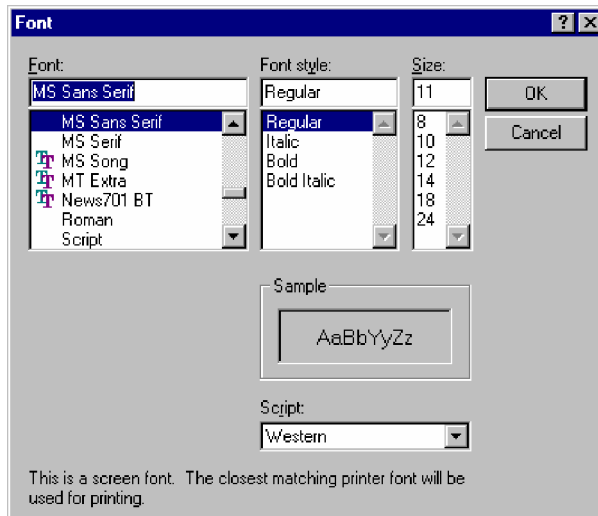 Font
Font: Font style: Size:
MS Sans Serif Regular 11 OK
MS Sans Serif Regular 8 Cancel
MS Serif Italic 10
MS Song Bold 12
MT Extra Bold Italic 14
News701 BT 18
Roman 24
Script
Sample
AaBbYyZz
Script:
Western
This is a screen font. The closest matching printer font will be
used for printing.